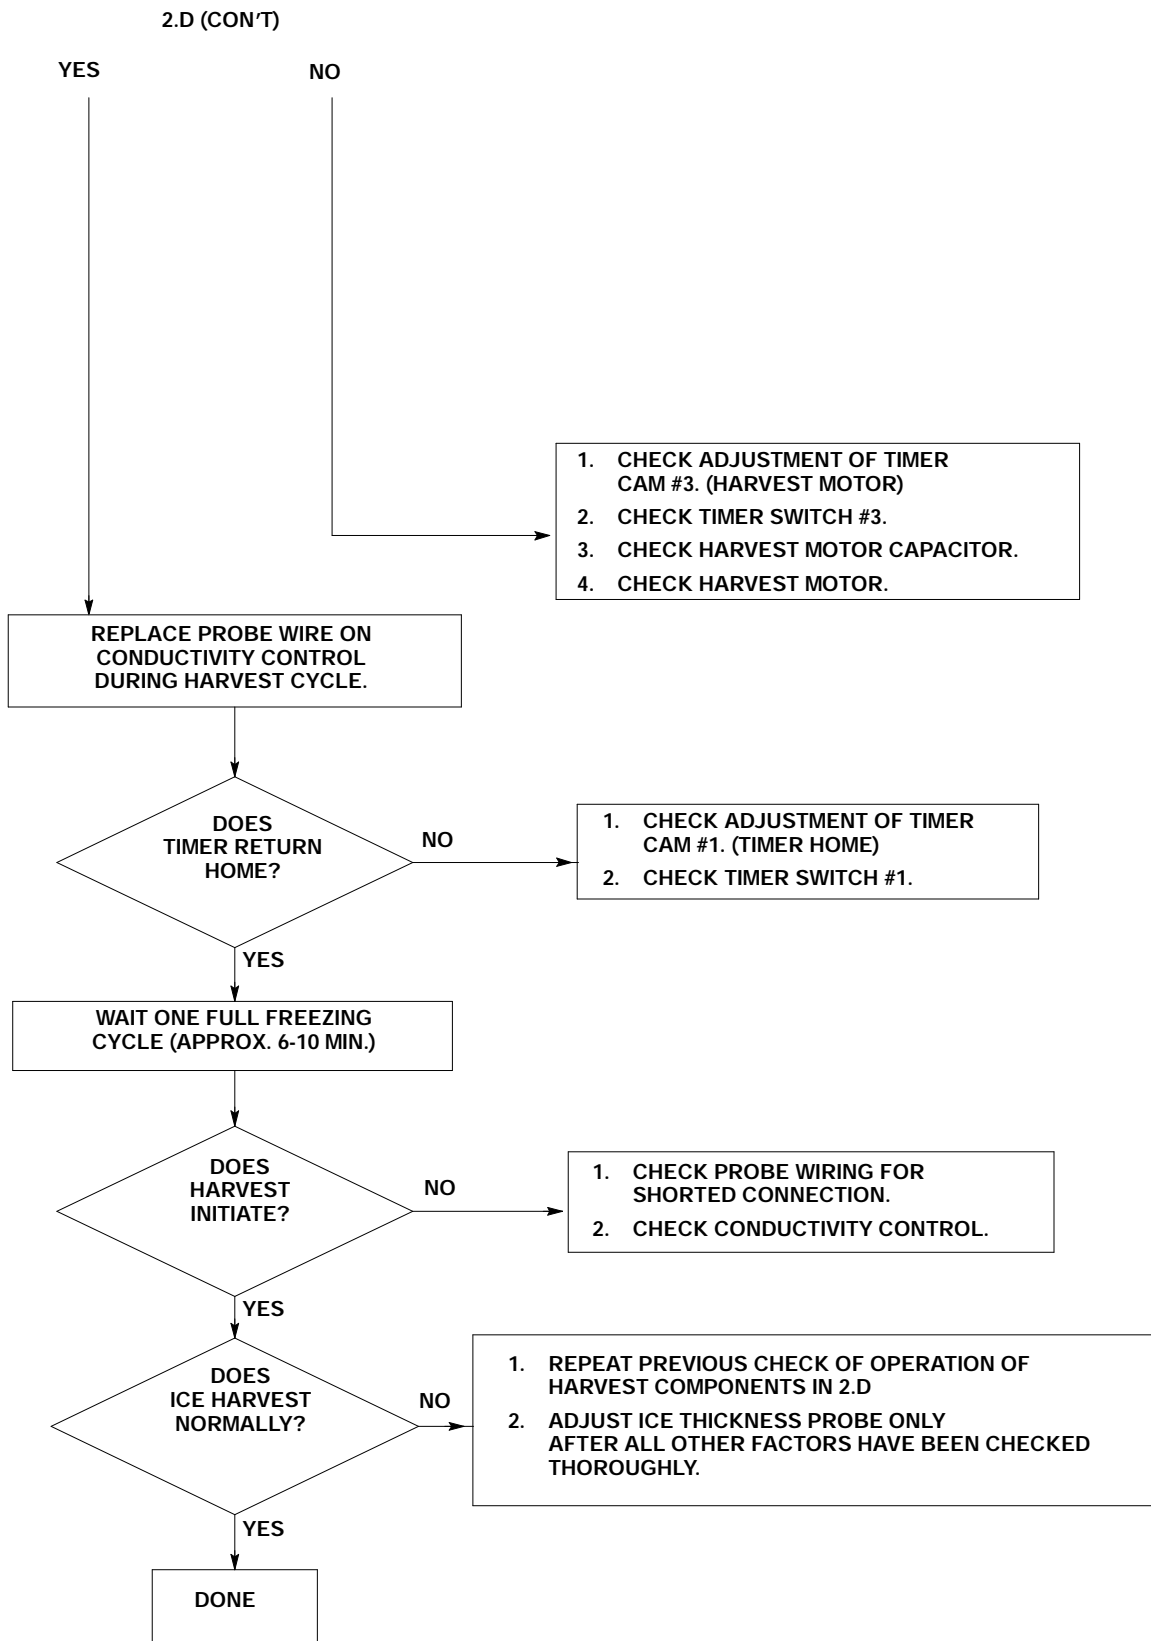 2.D (CON'T)
YES
NO
1. CHECK ADJUSTMENT OF TIMER
CAM #3. (HARVEST MOTOR)
2. CHECK TIMER SWITCH #3.
3. CHECK HARVEST MOTOR CAPACITOR.
4. CHECK HARVEST MOTOR.
REPLACE PROBE WIRE ON
CONDUCTIVITY CONTROL
DURING HARVEST CYCLE.
DOES
TIMER RETURN
HOME?
NO
1. CHECK ADJUSTMENT OF TIMER
CAM #1. (TIMER HOME)
2. CHECK TIMER SWITCH #1.
YES
WAIT ONE FULL FREEZING
CYCLE (APPROX. 6-10 MIN.)
DOES
HARVEST
INITIATE?
NO
1. CHECK PROBE WIRING FOR
SHORTED CONNECTION.
2. CHECK CONDUCTIVITY CONTROL.
YES
DOES
ICE HARVEST
NORMALLY?
NO
1. REPEAT PREVIOUS CHECK OF OPERATION OF
HARVEST COMPONENTS IN 2.D
2. ADJUST ICE THICKNESS PROBE ONLY
AFTER ALL OTHER FACTORS HAVE BEEN CHECKED
THOROUGHLY.
YES
DONE